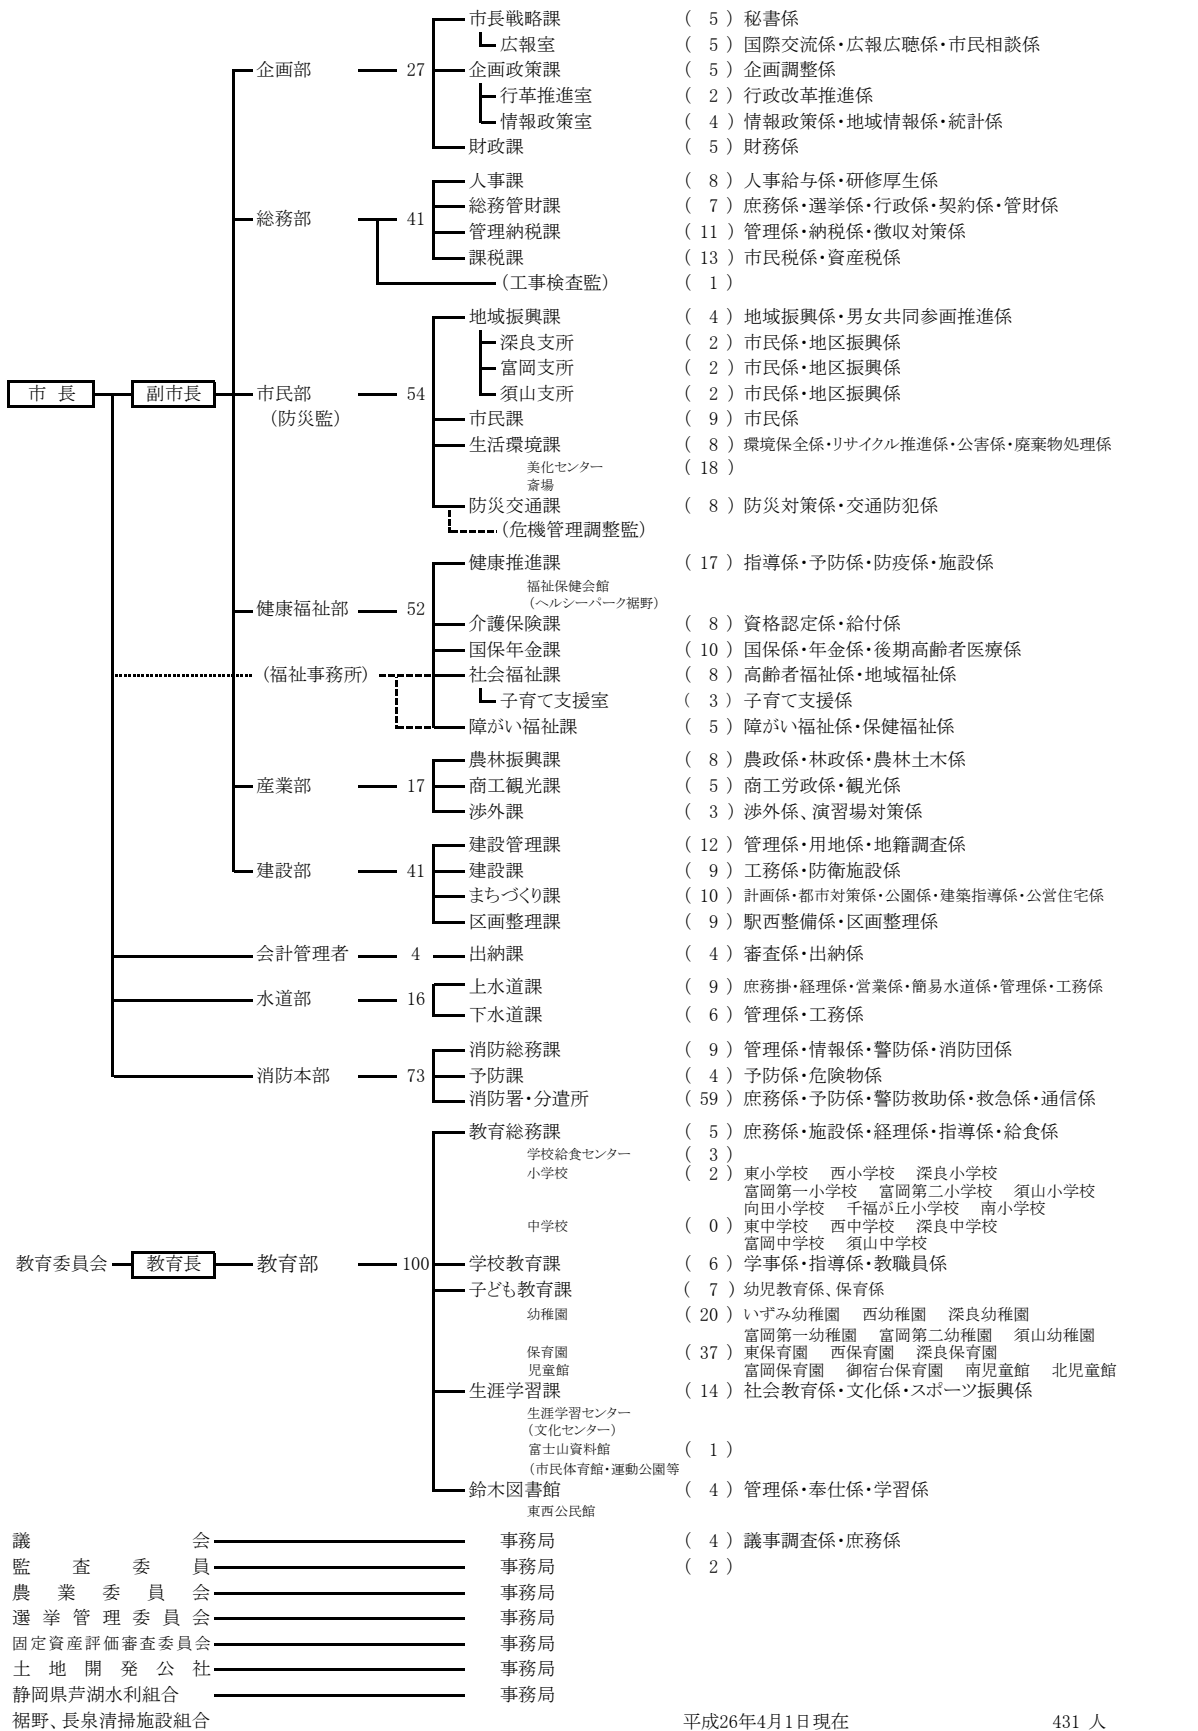 市長戦略課 ( 5 ) 秘書係
広報室 ( 5 ) 国際交流係・広報広聴係・市民相談係
企画部 27 企画政策課 ( 5 ) 企画調整係
行革推進室 ( 2 ) 行政改革推進係
情報政策室 ( 4 ) 情報政策係・地域情報係・統計係
財政課 ( 5 ) 財務係
人事課 ( 8 ) 人事給与係・研修厚生係
総務部 41 総務管財課 ( 7 ) 庶務係・選挙係・行政係・契約係・管財係
管理納税課 ( 11 ) 管理係・納税係・徴収対策係
課税課 ( 13 ) 市民税係・資産税係
(工事検査監) ( 1 )
地域振興課 ( 4 ) 地域振興係・男女共同参画推進係
深良支所 ( 2 ) 市民係・地区振興係
富岡支所 ( 2 ) 市民係・地区振興係
市 長 副市長 市民部 54 須山支所 ( 2 ) 市民係・地区振興係
(防災監) 市民課 ( 9 ) 市民係
生活環境課 ( 8 ) 環境保全係・リサイクル推進係・公害係・廃棄物処理係
美化センター ( 18 )
斎場
防災交通課 ( 8 ) 防災対策係・交通防犯係
(危機管理調整監)
健康推進課 ( 17 ) 指導係・予防係・防疫係・施設係
福祉保健会館
(ヘルシーパーク裾野)
健康福祉部 52
介護保険課 ( 8 ) 資格認定係・給付係
国保年金課 ( 10 ) 国保係・年金係・後期高齢者医療係
(福祉事務所) 社会福祉課 ( 8 ) 高齢者福祉係・地域福祉係
子育て支援室 ( 3 ) 子育て支援係
障がい福祉課 ( 5 ) 障がい福祉係・保健福祉係
農林振興課 ( 8 ) 農政係・林政係・農林土木係
産業部 17 商工観光課 ( 5 ) 商工労政係・観光係
渉外課 ( 3 ) 渉外係、演習場対策係
建設管理課 ( 12 ) 管理係・用地係・地籍調査係
建設部 41 建設課 ( 9 ) 工務係・防衛施設係
まちづくり課 ( 10 ) 計画係・都市対策係・公園係・建築指導係・公営住宅係
区画整理課 ( 9 ) 駅西整備係・区画整理係
会計管理者 4 出納課 ( 4 ) 審査係・出納係
上水道課 ( 9 ) 庶務掛・経理係・営業係・簡易水道係・管理係・工務係
水道部 16
下水道課 ( 6 ) 管理係・工務係
消防総務課 ( 9 ) 管理係・情報係・警防係・消防団係
消防本部 73 予防課 ( 4 ) 予防係・危険物係
消防署・分遣所 ( 59 ) 庶務係・予防係・警防救助係・救急係・通信係
教育総務課 ( 5 ) 庶務係・施設係・経理係・指導係・給食係
学校給食センター ( 3 )
小学校 ( 2 ) 東小学校 西小学校 深良小学校
富岡第一小学校 富岡第二小学校 須山小学校
向田小学校 千福が丘小学校 南小学校
中学校 ( 0 ) 東中学校 西中学校 深良中学校
富岡中学校 須山中学校
教育委員会 教育長 教育部 100 学校教育課 ( 6 ) 学事係・指導係・教職員係
子ども教育課 ( 7 ) 幼児教育係、保育係
幼稚園 ( 20 ) いずみ幼稚園 西幼稚園 深良幼稚園
富岡第一幼稚園 富岡第二幼稚園 須山幼稚園
保育園 ( 37 ) 東保育園 西保育園 深良保育園
児童館 富岡保育園 御宿台保育園 南児童館 北児童館
生涯学習課 ( 14 ) 社会教育係・文化係・スポーツ振興係
生涯学習センター
(文化センター)
富士山資料館 ( 1 )
(市民体育館・運動公園等
鈴木図書館 ( 4 ) 管理係・奉仕係・学習係
東西公民館
議 会 事務局 ( 4 ) 議事調査係・庶務係
監 査 委 員 事務局 ( 2 )
農 業 委 員 会 事務局
選 挙 管 理 委 員 会 事務局
固定資産評価審査委員会 事務局
土 地 開 発 公 社 事務局
静岡県芦湖水利組合 事務局
裾野、長泉清掃施設組合 平成26年4月1日現在 431 人